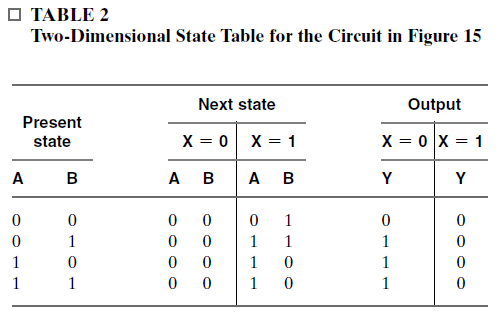 TABLE 2
Two-Dimensional State Table for the Circuit in Figure 15
Present state Next state Output
X = 0 X = 1 X = 0 X = 1
A B A B A B Y Y
0 0 0 0 0 1 0 0
0 1 0 0 1 1 1 0
1 0 0 0 1 0 1 0
1 1 0 0 1 0 1 0